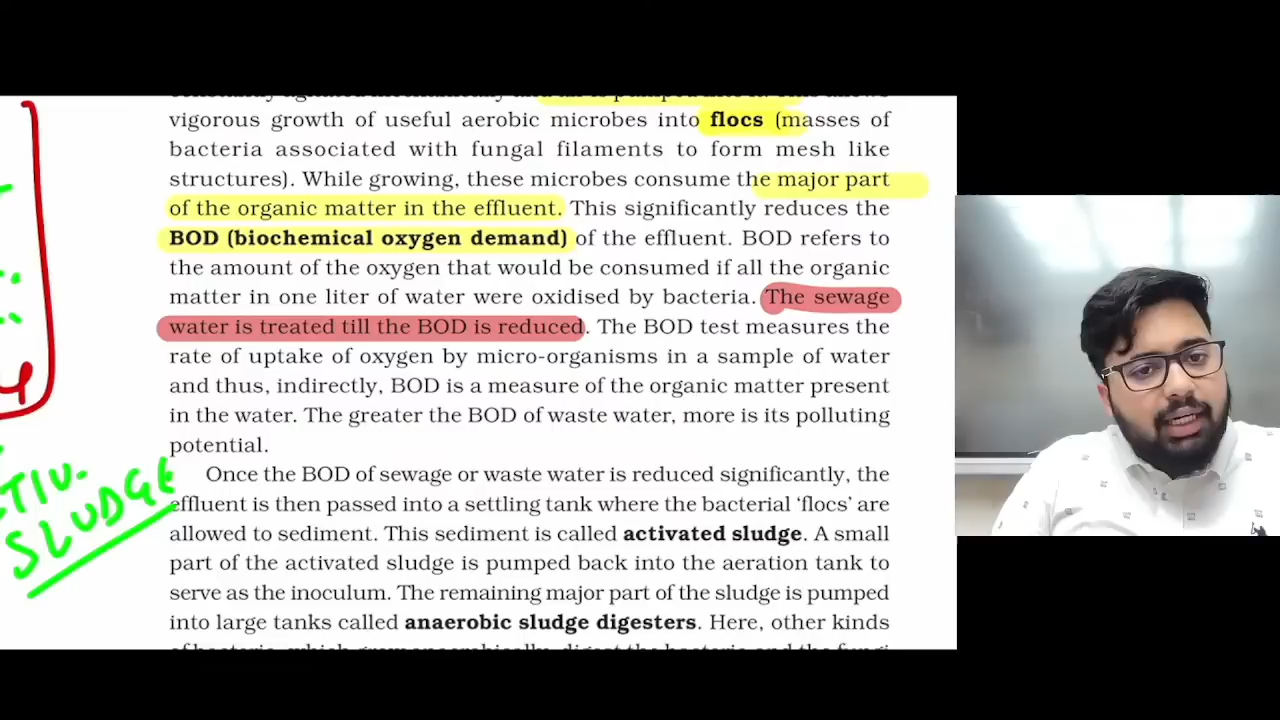 vigorous growth of useful aerobic microbes into flocs (masses of
bacteria associated with fungal filaments to form mesh like
structures). While growing, these microbes consume the major part
of the organic matter in the effluent. This significantly reduces the
BOD (biochemical oxygen demand) of the effluent. BOD refers to
the amount of the oxygen that would be consumed if all the organic
matter in one liter of water were oxidised by bacteria. The sewage
water is treated till the BOD is reduced. The BOD test measures the
rate of uptake of oxygen by micro-organisms in a sample of water
and thus, indirectly, BOD is a measure of the organic matter present
in the water. The greater the BOD of waste water, more is its polluting
potential.
Once the BOD of sewage or waste water is reduced significantly, the
effluent is then passed into a settling tank where the bacterial ‘flocs’ are
allowed to sediment. This sediment is called activated sludge. A small
part of the activated sludge is pumped back into the aeration tank to
serve as the inoculum. The remaining major part of the sludge is pumped
into large tanks called anaerobic sludge digesters. Here, other kinds
TIV.
SLUDGE